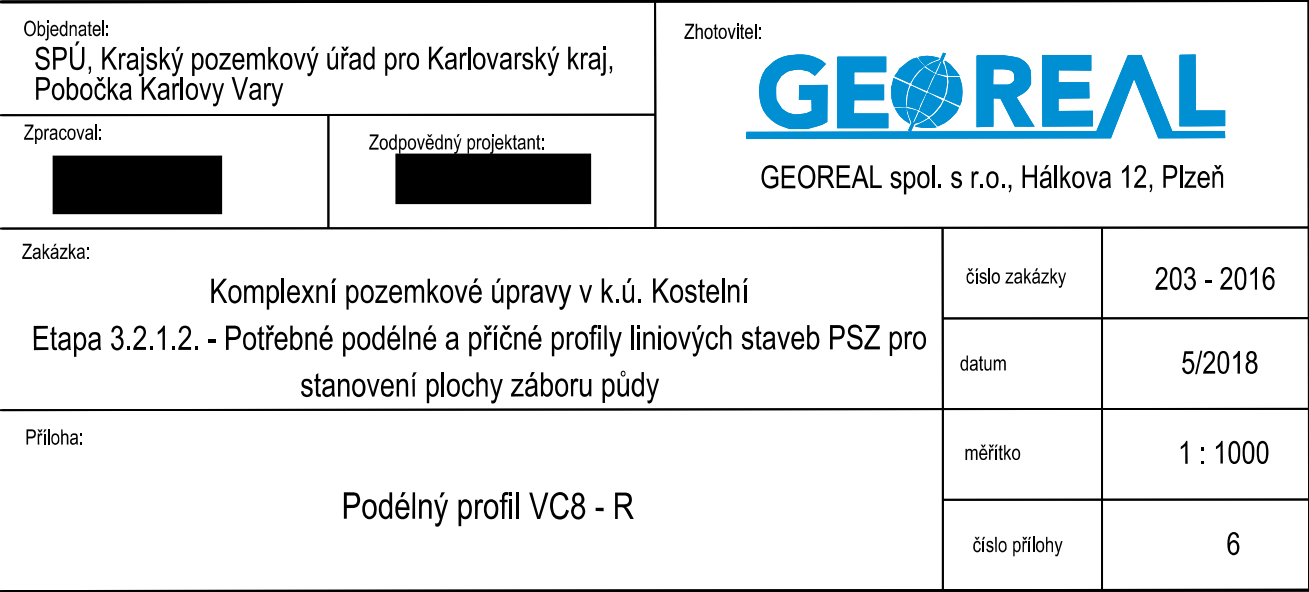 Objednatel:
SPÚ, Krajský pozemkový úřad pro Karlovarský kraj,
Pobočka Karlovy Vary
Zhotovitel:
GEOREAL
GEOREAL spol. s r.o., Hálkova 12, Plzeň
Zpracoval:
Zodpovědný projektant:
Zakázka:
Komplexní pozemkové úpravy v k.ú. Kostelní
Etapa 3.2.1.2. - Potřebné podélné a příčné profily liniových staveb PSZ pro
stanovení plochy záboru půdy
číslo zakázky
203 - 2016
datum
5/2018
Příloha:
Podélný profil VC8 - R
měřítko
1 : 1000
číslo přílohy
6